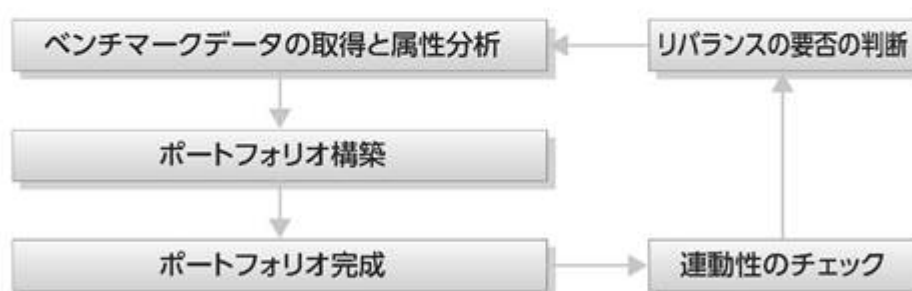 ベンチマークデータの取得と属性分析
リバランスの要否の判断
ポートフォリオ構築
ポートフォリオ完成
連動性のチェック